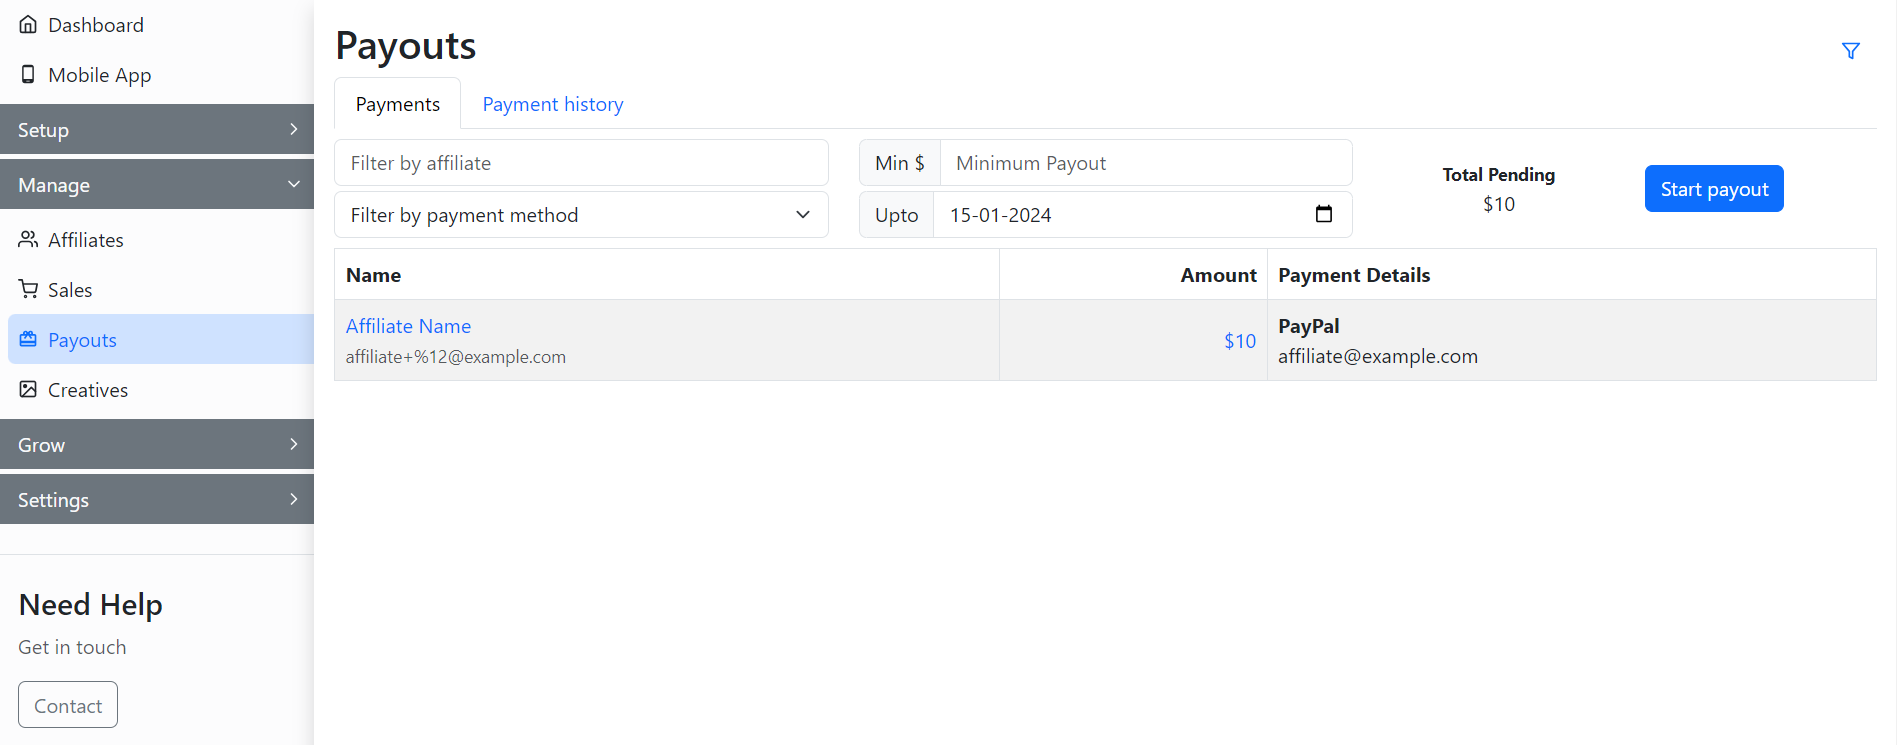 Dashboard
Mobile App
Setup
Manage
Affiliates
Sales
Payouts
Creatives
Grow
Settings
Need Help
Get in touch
Contact
Payouts
Payments Payment history
Filter by affiliate
Min $ Minimum Payout
Filter by payment method
Upto 15-01-2024
Total Pending
$10
Start payout
Name Amount Payment Details
Affiliate Name
affiliate+%12@example.com
$10
PayPal
affiliate@example.com